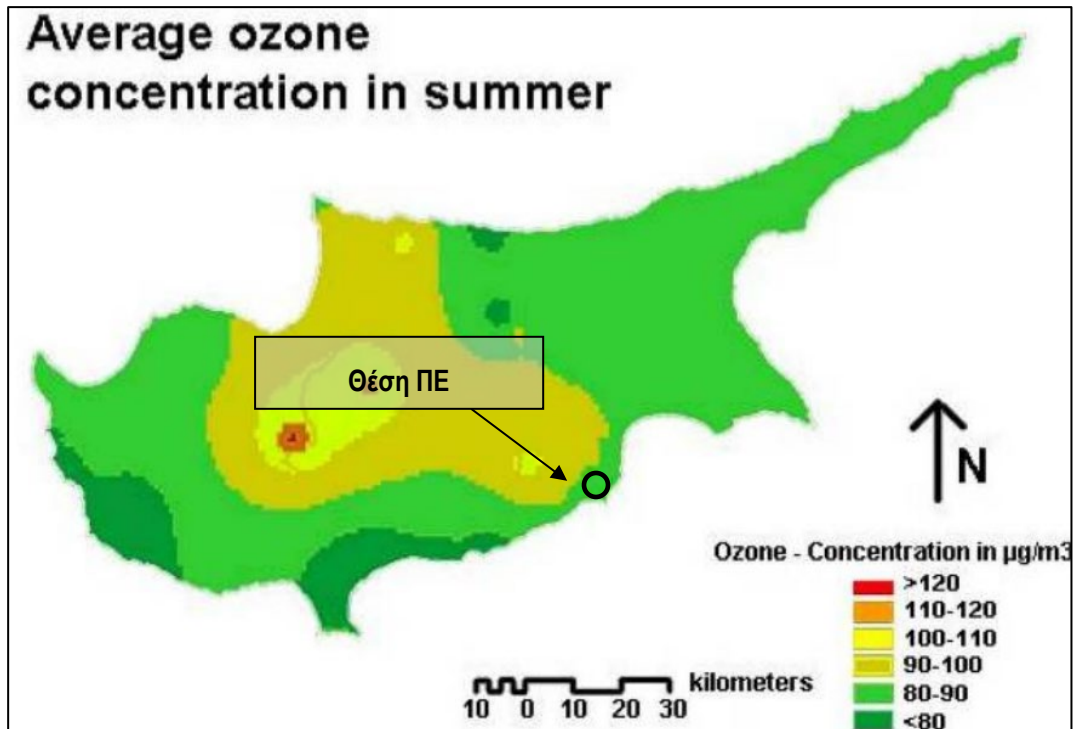 Average ozone
concentration in summer
Θέση ΠΕ
N
Ozone - Concentration in µg/m3
>120
110-120
100-110
90-100
80-90
<80
kilometers
10 0 10 20 30